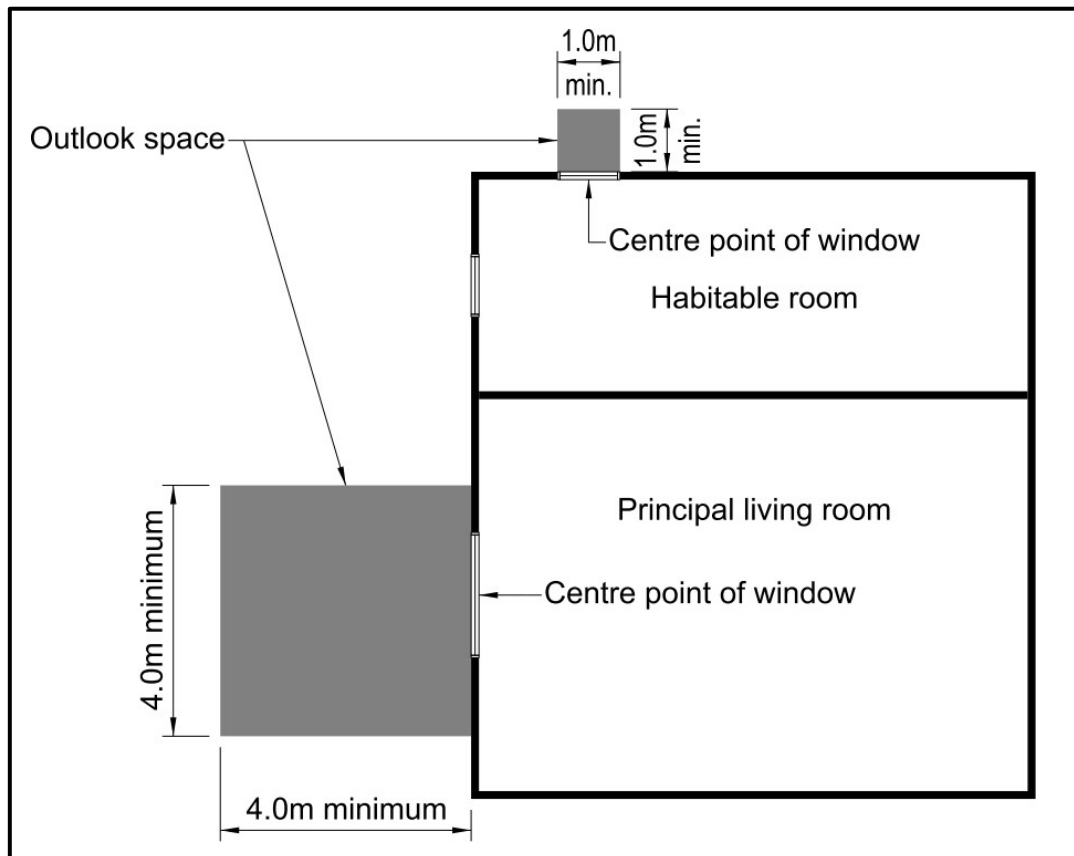 1.0m
min.
Outlook space
1.0m
min.
Centre point of window
Habitable room
Principal living room
Centre point of window
4.0m minimum
4.0m minimum